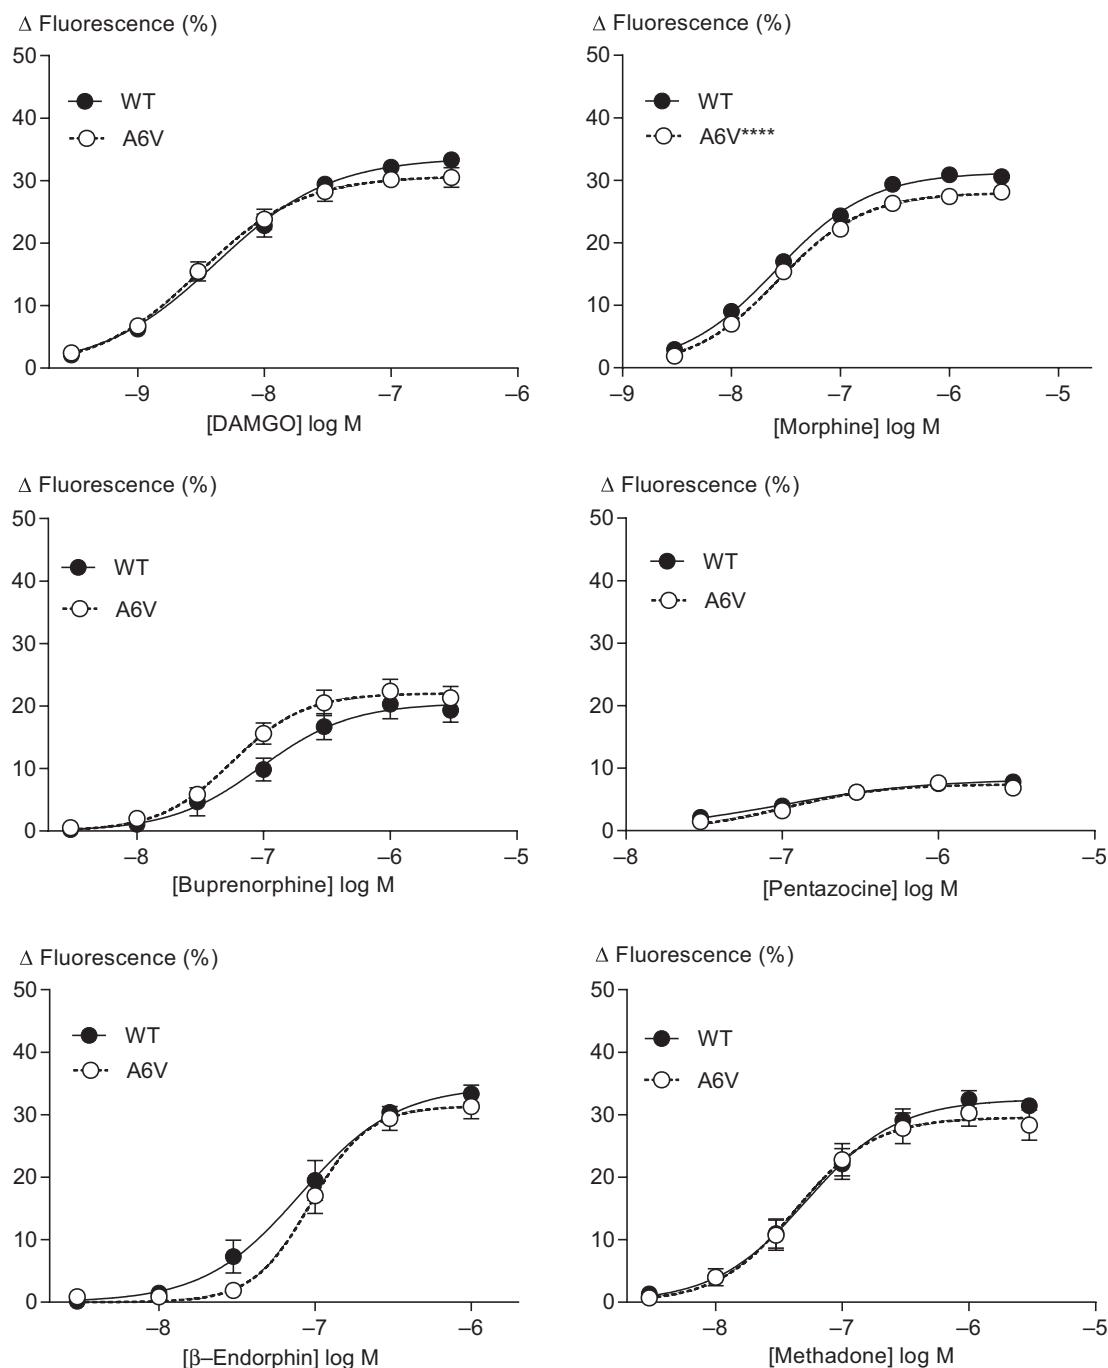 Δ Fluorescence (%)
50
40
30
20
10
0
WT
A6V
–9
–8
–7
–6
[DAMGO] log M
Δ Fluorescence (%)
50
40
30
20
10
0
WT
A6V****
–9
–8
–7
–6
–5
[Morphine] log M
Δ Fluorescence (%)
50
40
30
20
10
0
WT
A6V
–8
–7
–6
–5
[Buprenorphine] log M
Δ Fluorescence (%)
50
40
30
20
10
0
WT
A6V
–8
–7
–6
–5
[Pentazocine] log M
Δ Fluorescence (%)
50
40
30
20
10
0
WT
A6V
–8
–7
–6
[β–Endorphin] log M
Δ Fluorescence (%)
50
40
30
20
10
0
WT
A6V
–8
–7
–6
–5
[Methadone] log M